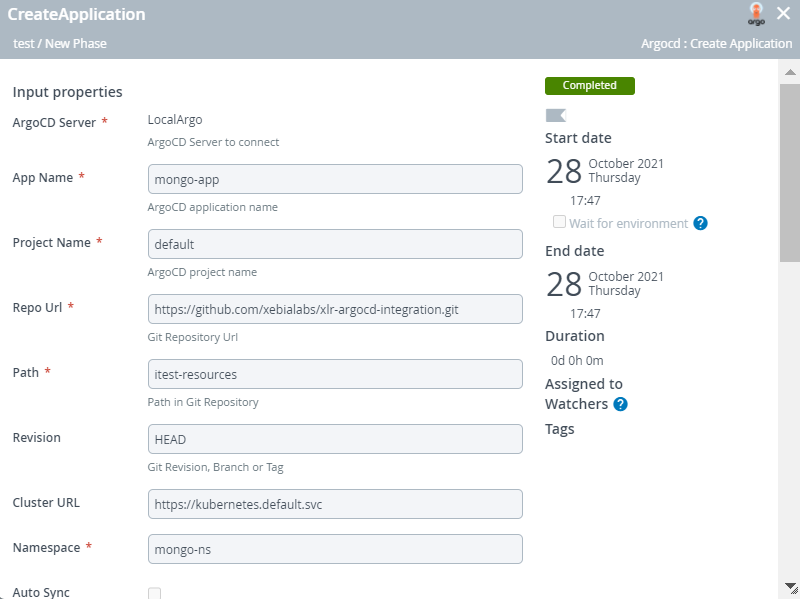 CreateApplication
argo
test / New Phase
Argocd : Create Application
Input properties
ArgoCD Server *
LocalArgo
ArgoCD Server to connect
App Name *
mongo-app
ArgoCD application name
Project Name *
default
ArgoCD project name
Repo Url *
https://github.com/xebialabs/xlr-argocd-integration.git
Git Repository Url
Path *
itest-resources
Path in Git Repository
Revision
HEAD
Git Revision, Branch or Tag
Cluster URL
https://kubernetes.default.svc
Namespace *
mongo-ns
Auto Sync
Completed
Start date
28
October 2021
Thursday
17:47
Wait for environment ?
End date
28
October 2021
Thursday
17:47
Duration
0d 0h 0m
Assigned to
Watchers ?
Tags